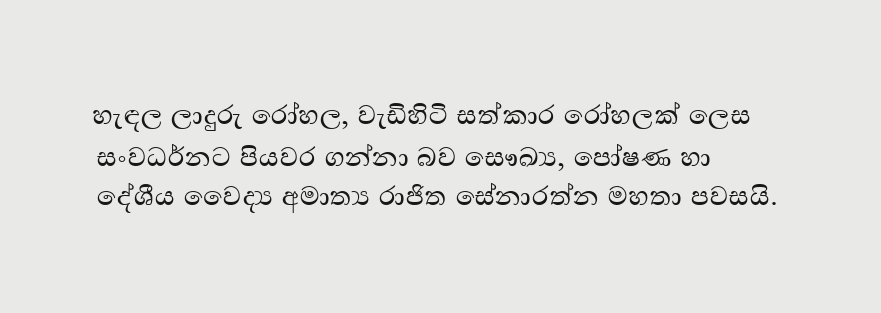 හැඳල ලාදුරු රෝහල, වැඩිහිටි සත්කාර රෝහලක් ලෙස
සංවර්ධනට පියවර ගන්නා බව සෞඛ්‍ය, පෝෂණ හා
දේශීය වෛද්‍ය අමාත්‍ය රාජිත සේනාරත්න මහතා පවසයි.